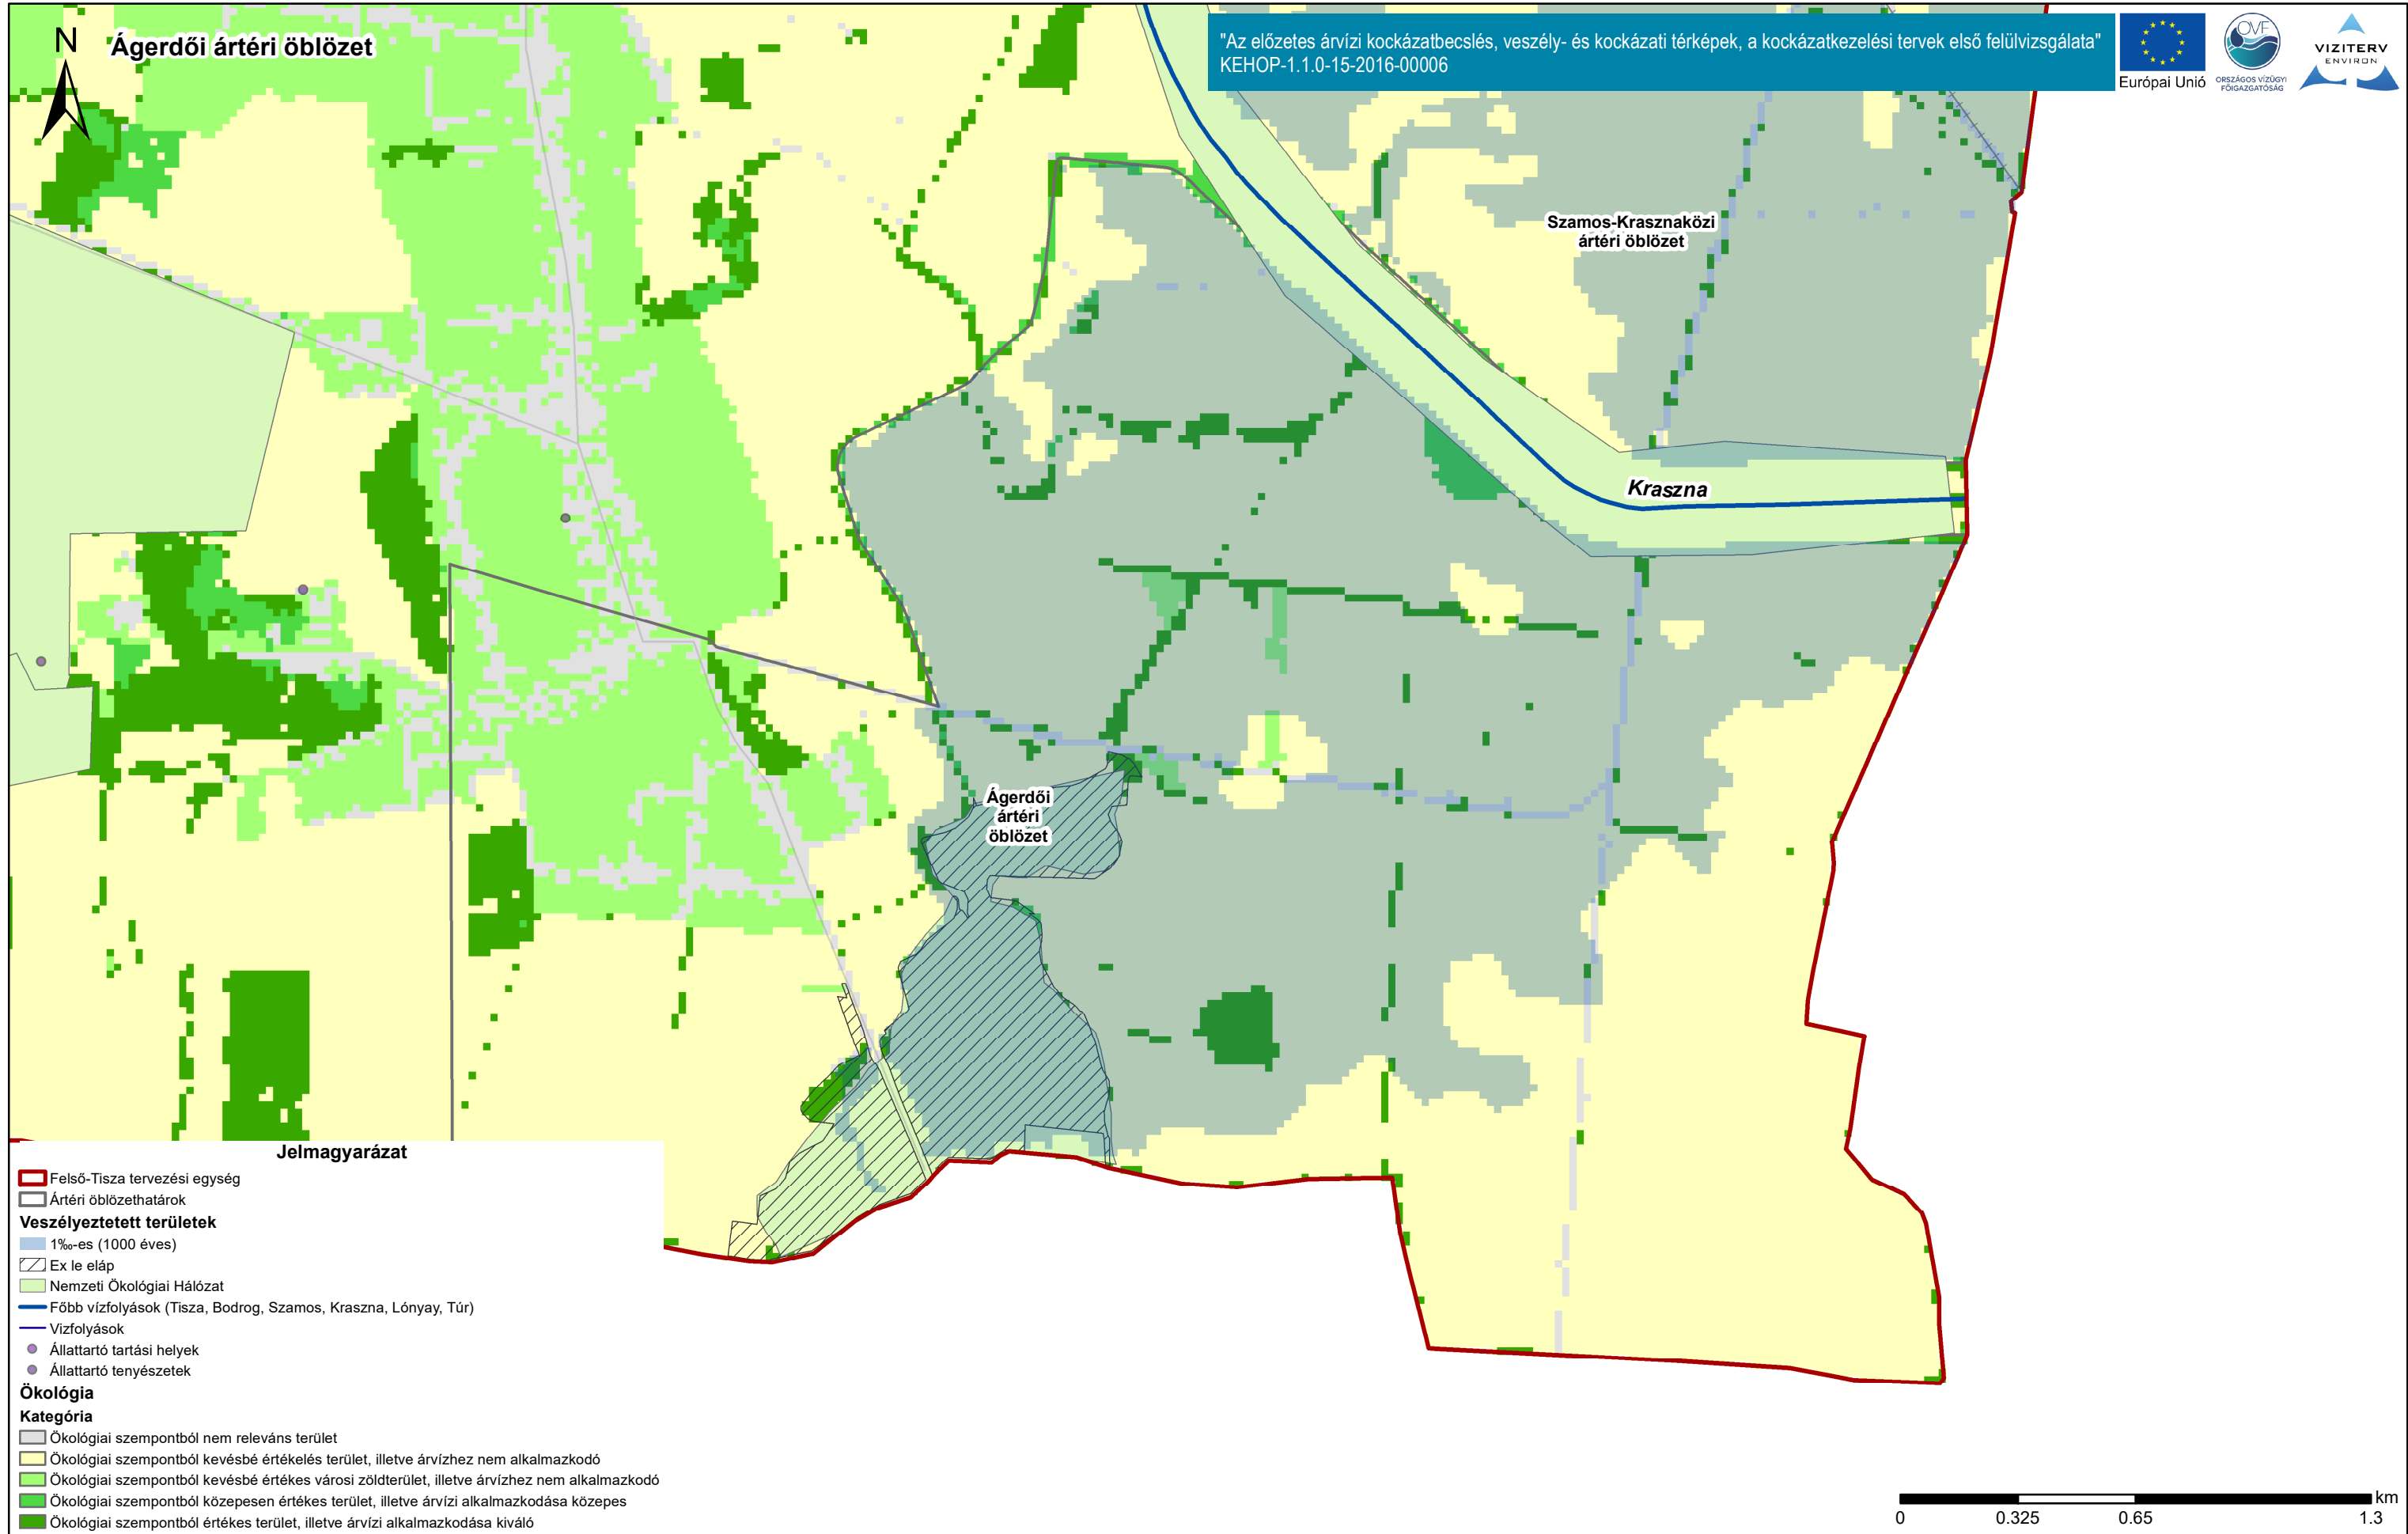 N
Ágerdői ártéri öblözet
"Az előzetes árvízi kockázatbecslés, veszély- és kockázati térképek, a kockázatkezelési tervek első felülvizsgálata"
KEHOP-1.1.0-15-2016-00006
Európai Unió
OVF
ORSZÁGOS VÍZÜGYI
FŐIGAZGATÓSÁG
VIZITERV
ENVIRON
Szamos-Krasznaközi
ártéri öblözet
Kraszna
Ágerdői
ártéri
öblözet
Jelmagyarázat
Felső-Tisza tervezési egység
Ártéri öblözethatárok
Veszélyeztetett területek
1‰-es (1000 éves)
Ex le eláp
Nemzeti Ökológiai Hálózat
Főbb vízfolyások (Tisza, Bodrog, Szamos, Kraszna, Lónyay, Túr)
Vizfolyások
Állattartó tartási helyek
Állattartó tenyészetek
Ökológia
Kategória
Ökológiai szempontból nem releváns terület
Ökológiai szempontból kevésbé értékelés terület, illetve árvízhez nem alkalmazkodó
Ökológiai szempontból kevésbé értékes városi zöldterület, illetve árvízhez nem alkalmazkodó
Ökológiai szempontból közepesen értékes terület, illetve árvízi alkalmazkodása közepes
Ökológiai szempontból értékes terület, illetve árvízi alkalmazkodása kiváló
km
0 0.325 0.65 1.3